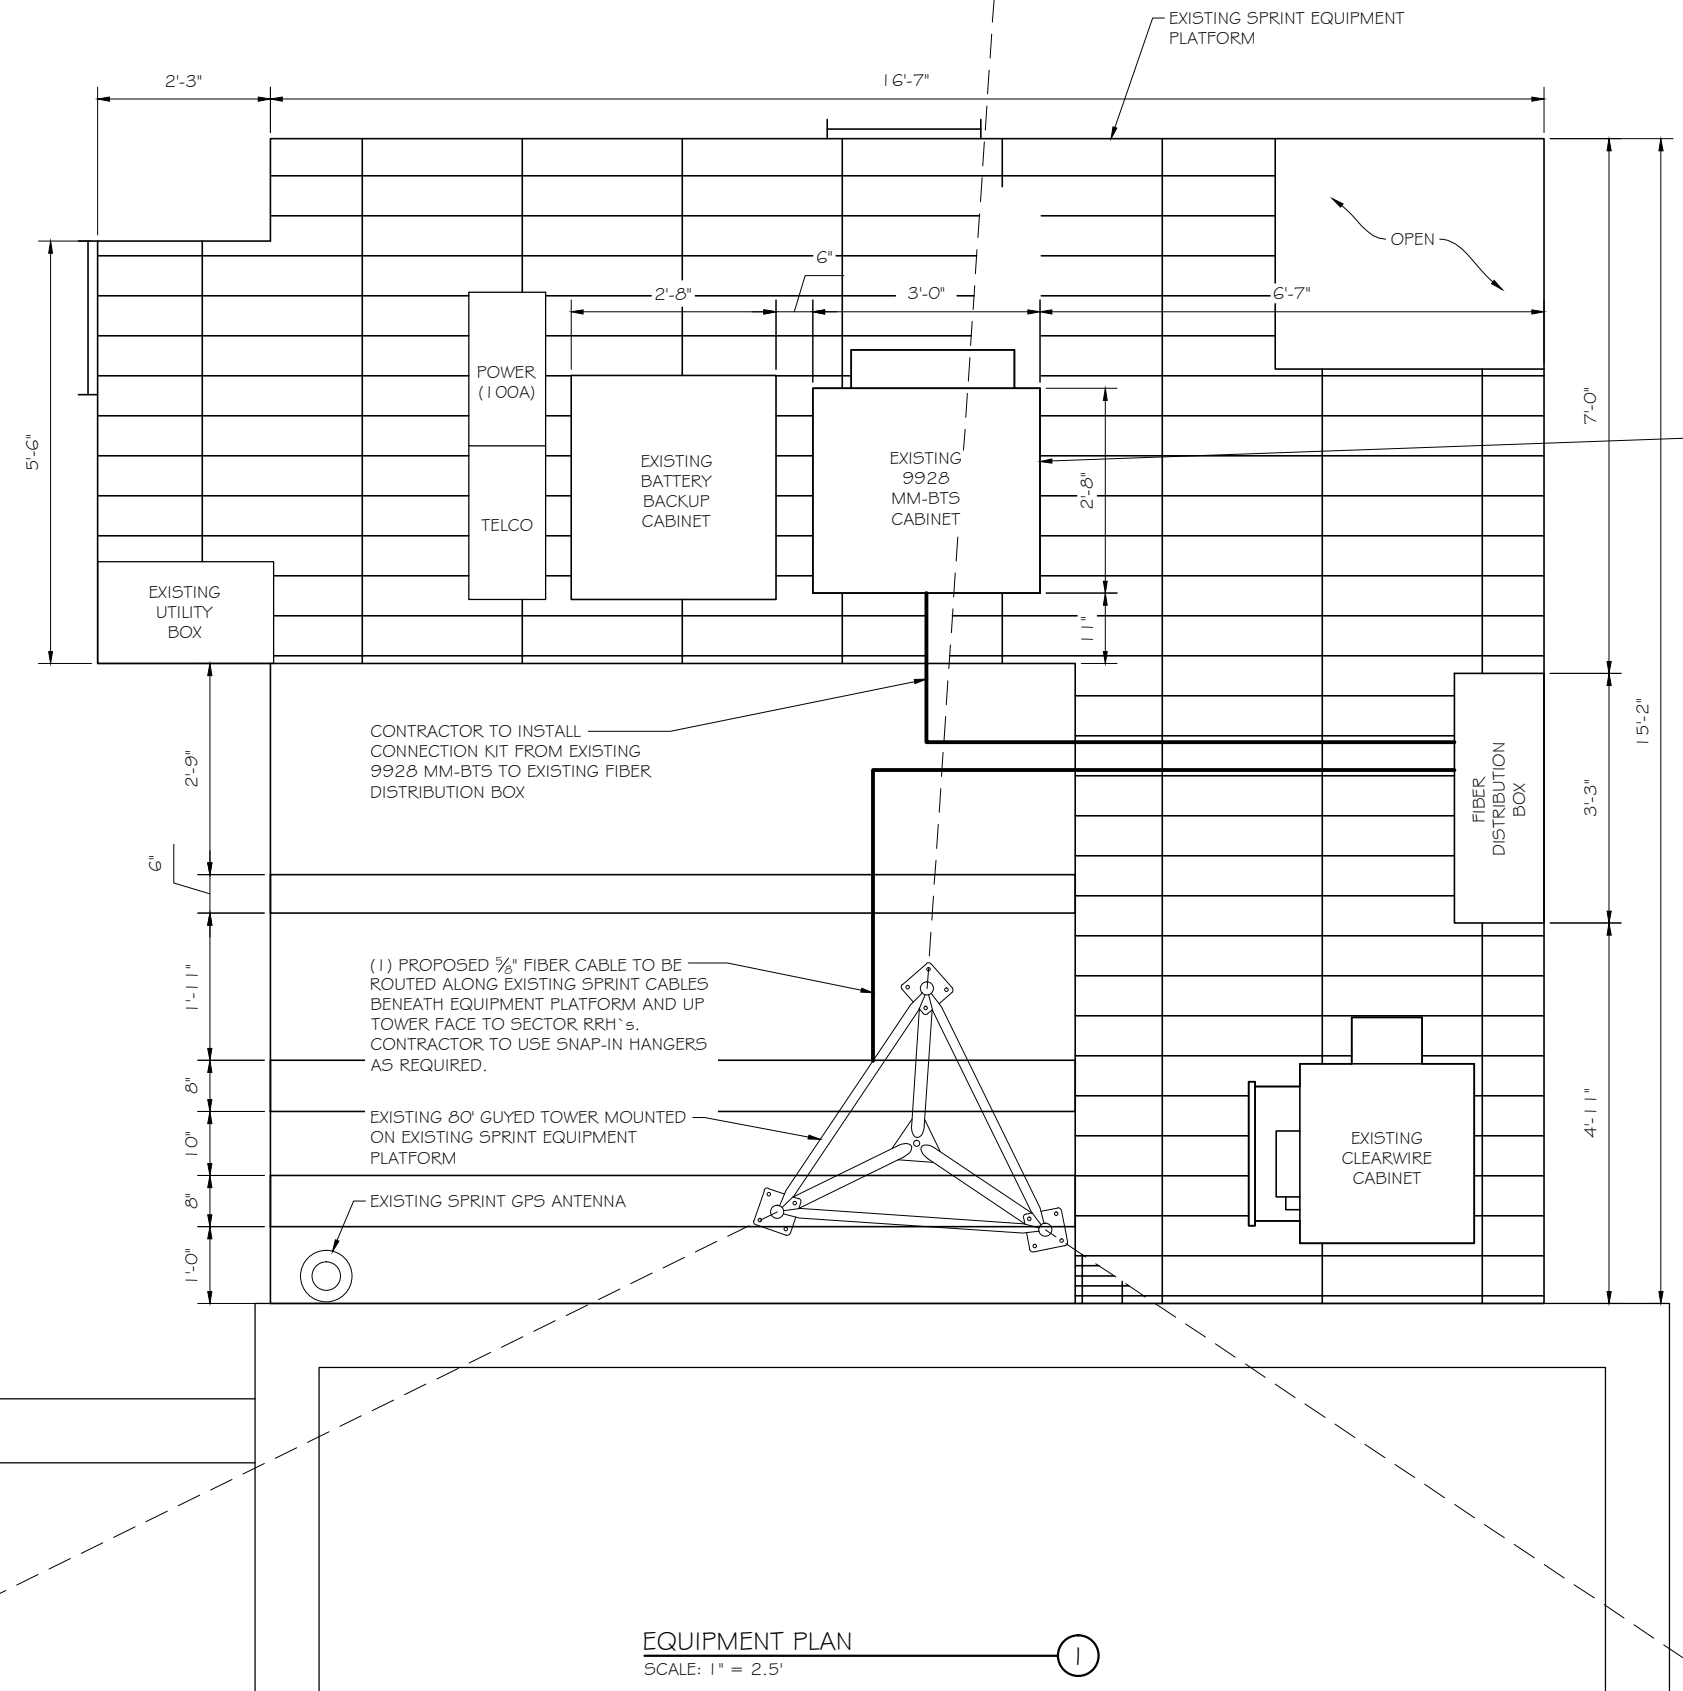 EXISTING SPRINT EQUIPMENT
PLATFORM
2'-3"
16'-7"
OPEN
6"
2'-8"
3'-0"
6'-7"
POWER
(100A)
7'-0"
5'-6"
EXISTING
BATTERY
BACKUP
CABINET
EXISTING
9928
MM-BTS
CABINET
2'-8"
TELCO
EXISTING
UTILITY
BOX
11"
15'-2"
CONTRACTOR TO INSTALL
CONNECTION KIT FROM EXISTING
9928 MM-BTS TO EXISTING FIBER
DISTRIBUTION BOX
2'-9"
FIBER
DISTRIBUTION
BOX
3'-3"
6"
(1) PROPOSED ⅝" FIBER CABLE TO BE
ROUTED ALONG EXISTING SPRINT CABLES
BENEATH EQUIPMENT PLATFORM AND UP
TOWER FACE TO SECTOR RRH`s.
CONTRACTOR TO USE SNAP-IN HANGERS
AS REQUIRED.
1'-11"
8"
EXISTING 80' GUYED TOWER MOUNTED
ON EXISTING SPRINT EQUIPMENT
PLATFORM
10"
4'-11"
EXISTING
CLEARWIRE
CABINET
8"
EXISTING SPRINT GPS ANTENNA
1'-0"
EQUIPMENT PLAN
1
SCALE: 1" = 2.5'